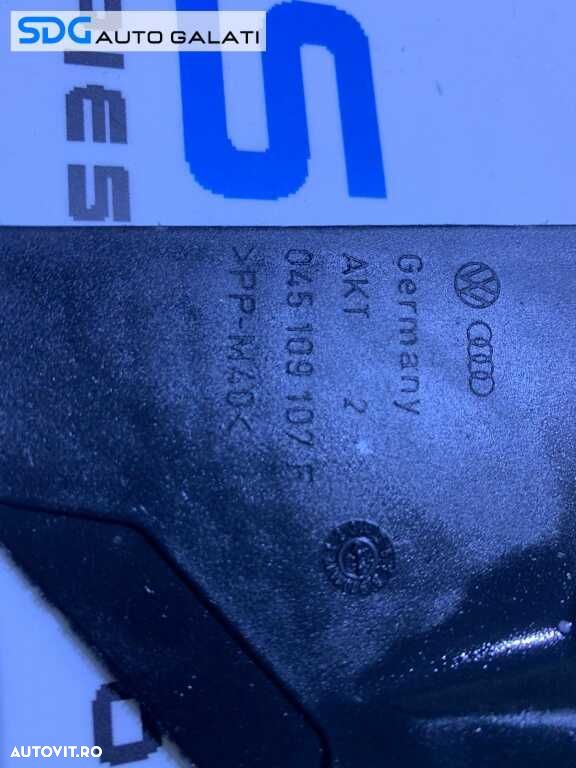 SDG AUTO GALATI
Germany
AKT 2
045 109 107 F
>PP-M40<
AUTOVIT.RO